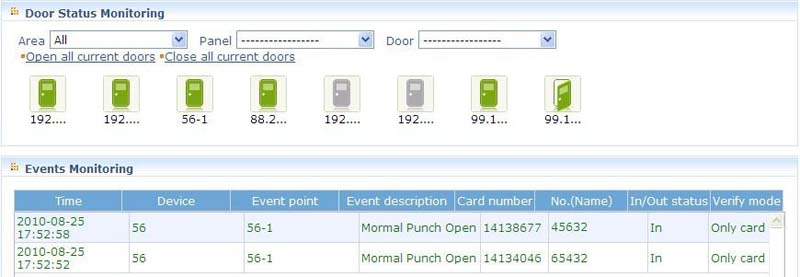 Door Status Monitoring
Area All Panel ----------------- Door -----------------
Open all current doors Close all current doors
192.... 192.... 56-1 88.2... 192.... 192.... 99.1... 99.1...
Events Monitoring
Time Device Event point Event description Card number No.(Name) In/Out status Verify mode
2010-08-25 17:52:58 56 56-1 Mormal Punch Open 14138677 45632 In Only card
2010-08-25 17:52:52 56 56-1 Mormal Punch Open 14134046 65432 In Only card